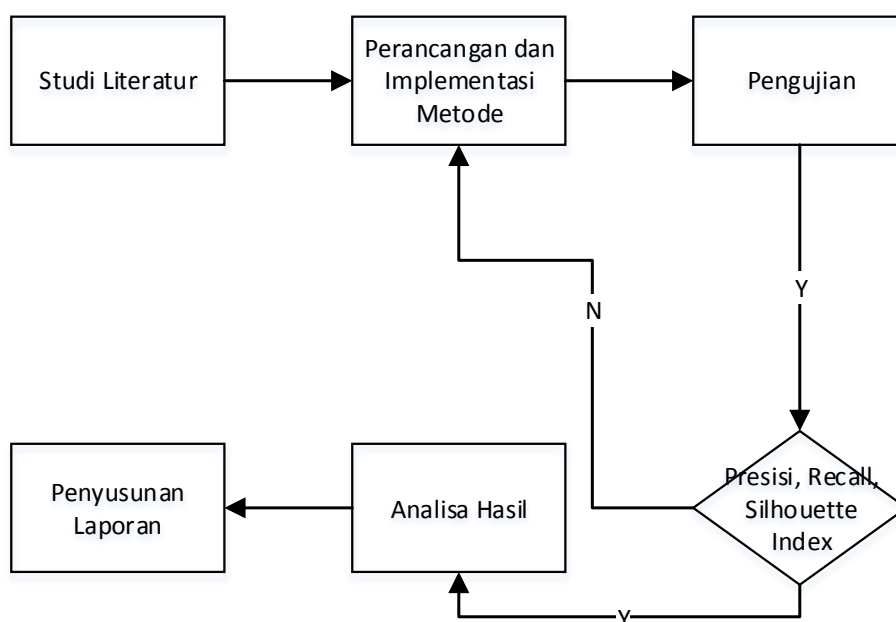 Studi Literatur
Perancangan dan
Implementasi
Metode
Pengujian
Y
N
Penyusunan
Laporan
Analisa Hasil
Presisi, Recall,
Silhouette
Index
Y